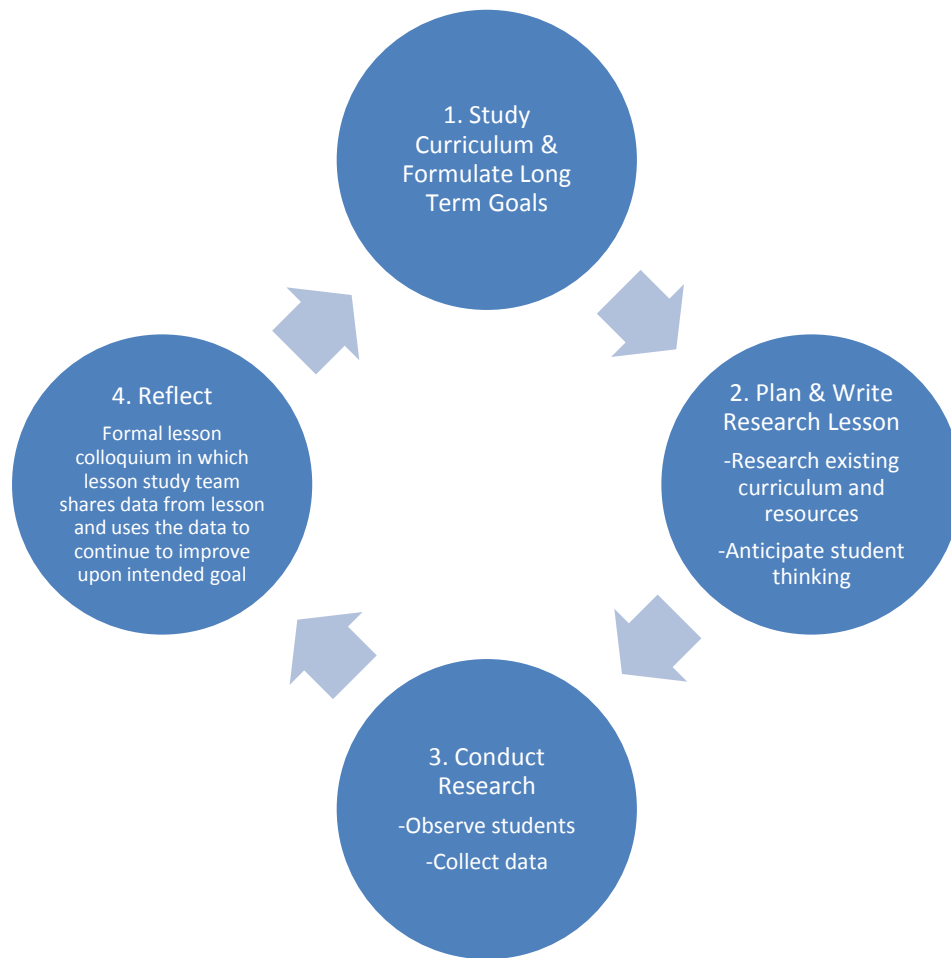 1. Study
Curriculum &
Formulate Long
Term Goals
2. Plan & Write
Research Lesson
-Research existing
curriculum and
resources
-Anticipate student
thinking
3. Conduct
Research
-Observe students
-Collect data
4. Reflect
Formal lesson
colloquium in which
lesson study team
shares data from lesson
and uses the data to
continue to improve
upon intended goal